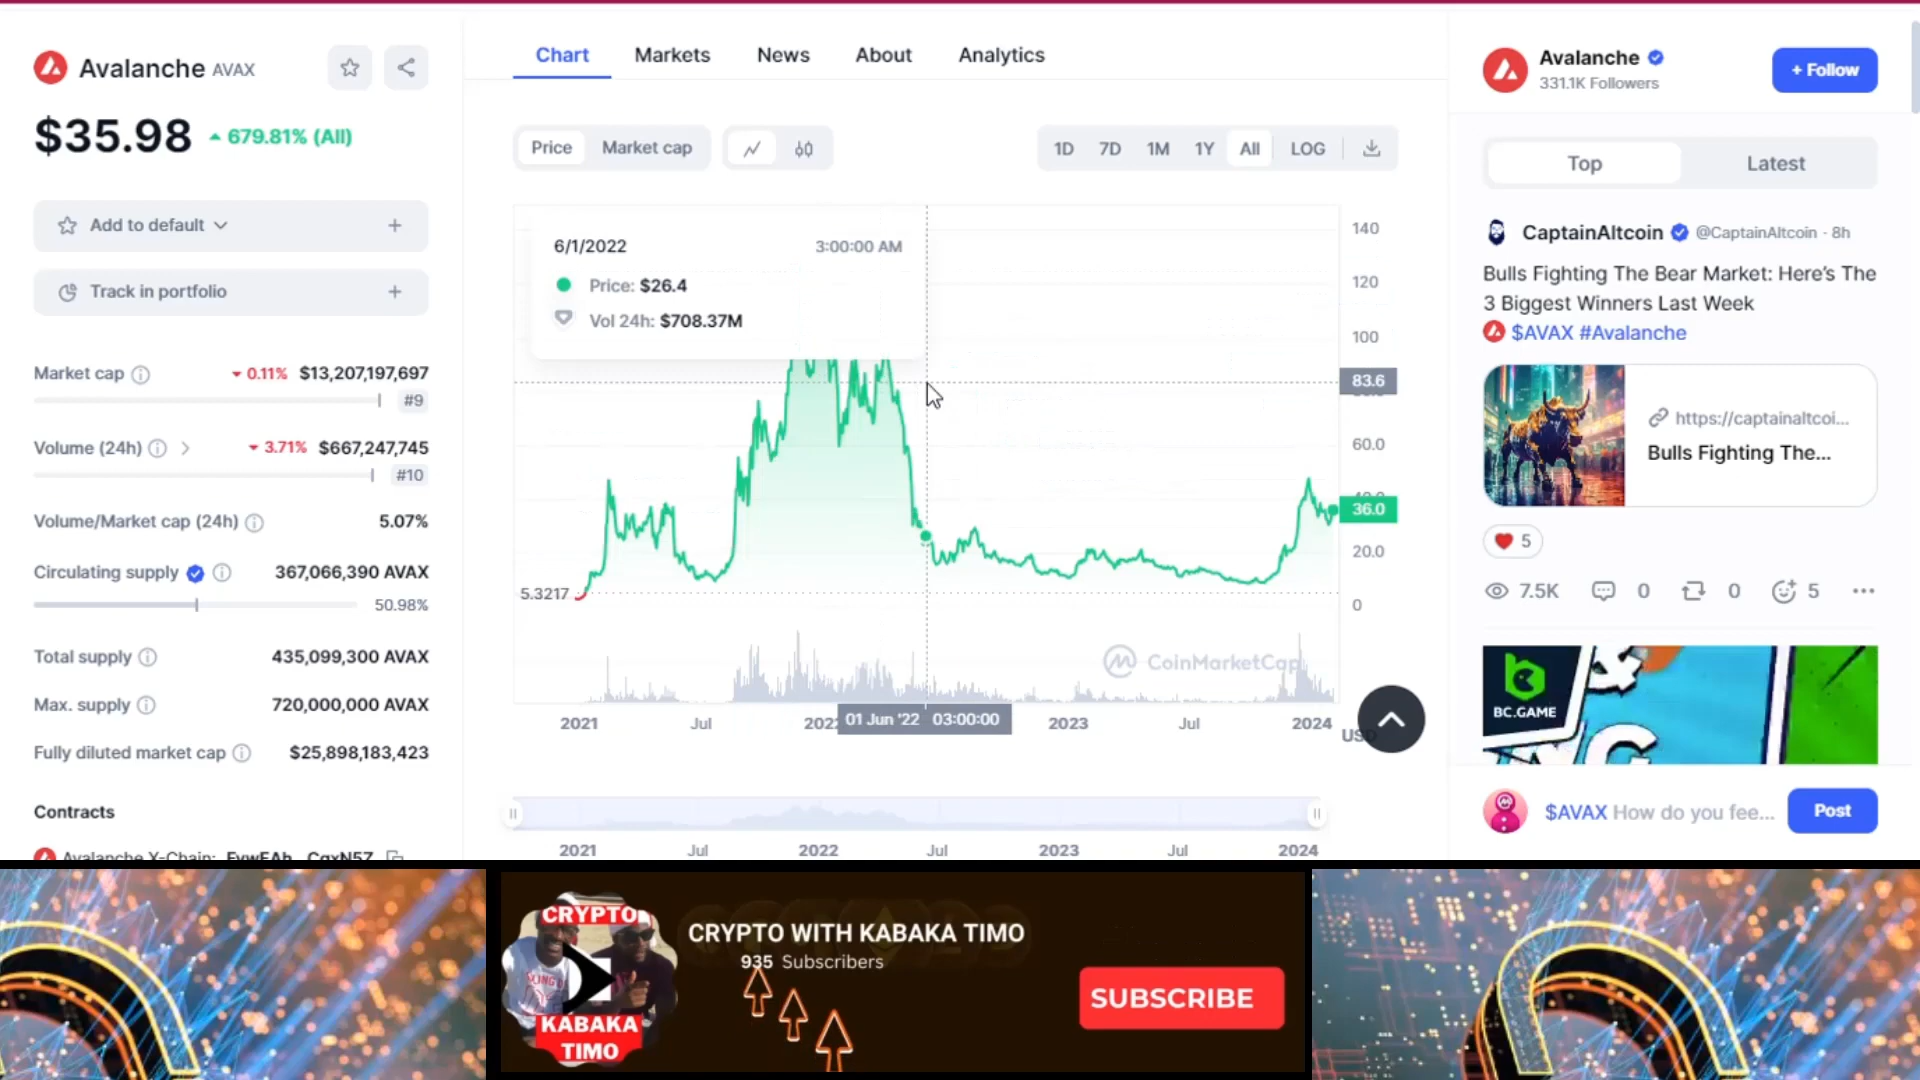 Avalanche AVAX
$35.98 679.81% (All)
Add to default
Track in portfolio
Market cap 0.11% $13,207,197,697
#9
Volume (24h) 3.71% $667,247,745
#10
Volume/Market cap (24h) 5.07%
Circulating supply 367,066,390 AVAX
50.98%
Total supply 435,099,300 AVAX
Max. supply 720,000,000 AVAX
Fully diluted market cap $25,898,183,423
Contracts
Avalanche X-Chain: FvwEAh...CqxN5Z
Chart Markets News About Analytics
Price Market cap
1D 7D 1M 1Y All LOG
6/1/2022 3:00:00 AM
Price: $26.4
Vol 24h: $708.37M
140
120
100
83.6
60.0
36.0
20.0
0
5.3217
CoinMarketCap
2021 Jul 2022 01 Jun '22 03:00:00 2023 Jul 2024
USD
2021 Jul 2022 Jul 2023 Jul 2024
Avalanche
331.1K Followers
+ Follow
Top Latest
CaptainAltcoin @CaptainAltcoin · 8h
Bulls Fighting The Bear Market: Here's The
3 Biggest Winners Last Week
$AVAX #Avalanche
https://captainaltcoi...
Bulls Fighting The...
5
7.5K 0 0 5
BC.GAME
$AVAX How do you fee... Post
CRYPTO
KABAKA
TIMO
CRYPTO WITH KABAKA TIMO
935 Subscribers
SUBSCRIBE